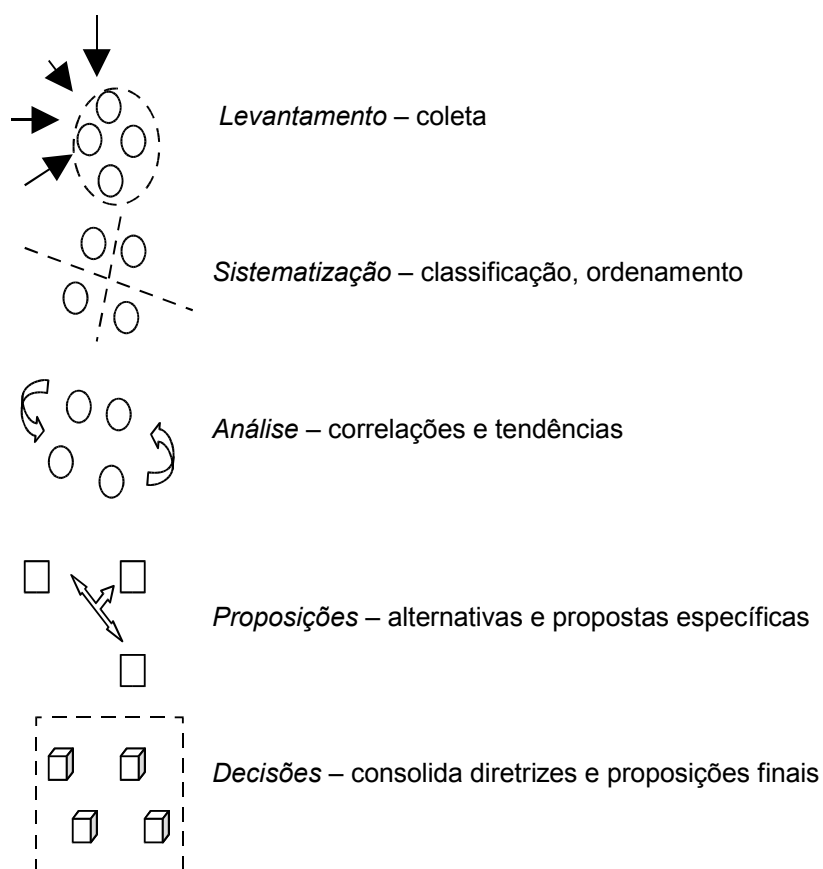 Levantamento – coleta
Sistematização – classificação, ordenamento
Análise – correlações e tendências
Proposições – alternativas e propostas específicas
Decisões – consolida diretrizes e proposições finais